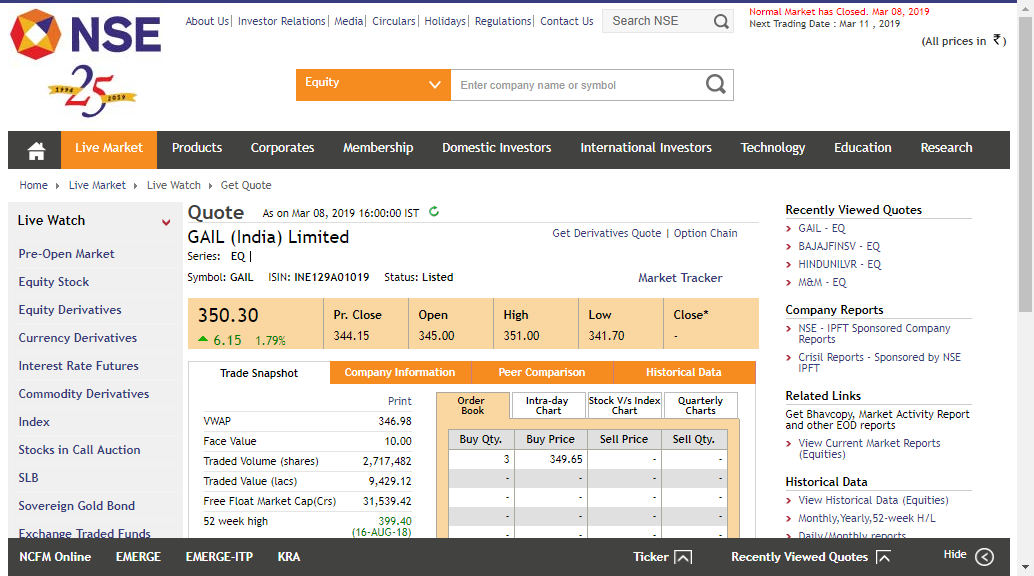 NSE
1994 25 2019
About Us| Investor Relations| Media| Circulars| Holidays| Regulations| Contact Us
Search NSE
Normal Market has Closed. Mar 08, 2019
Next Trading Date : Mar 11 , 2019
(All prices in ₹)
Equity
Enter company name or symbol
Live Market Products Corporates Membership Domestic Investors International Investors Technology Education Research
Home Live Market Live Watch Get Quote
Live Watch
Pre-Open Market
Equity Stock
Equity Derivatives
Currency Derivatives
Interest Rate Futures
Commodity Derivatives
Index
Stocks in Call Auction
SLB
Sovereign Gold Bond
Exchange Traded Funds
Quote As on Mar 08, 2019 16:00:00 IST
GAIL (India) Limited
Get Derivatives Quote | Option Chain
Series: EQ |
Symbol: GAIL ISIN: INE129A01019 Status: Listed
Market Tracker
350.30 Pr. Close Open High Low Close*
6.15 1.79% 344.15 345.00 351.00 341.70 -
Trade Snapshot Company Information Peer Comparison Historical Data
Print
VWAP 346.98
Face Value 10.00
Traded Volume (shares) 2,717,482
Traded Value (lacs) 9,429.12
Free Float Market Cap(Crs) 31,539.42
52 week high 399.40
(16-AUG-18)
Order Book
Intra-day Chart
Stock V/s Index Chart
Quarterly Charts
Buy Qty. Buy Price Sell Price Sell Qty.
3 349.65 - -
- - - -
- - - -
- - - -
- - - -
Recently Viewed Quotes
GAIL - EQ
BAJAJFINSV - EQ
HINDUNILVR - EQ
M&M - EQ
Company Reports
NSE - IPFT Sponsored Company
Reports
Crisil Reports - Sponsored by NSE
IPFT
Related Links
Get Bhavcopy, Market Activity Report
and other EOD reports
View Current Market Reports
(Equities)
Historical Data
View Historical Data (Equities)
Monthly,Yearly,52-week H/L
Daily/Monthly reports
NCFM Online EMERGE EMERGE-ITP KRA Ticker Recently Viewed Quotes Hide